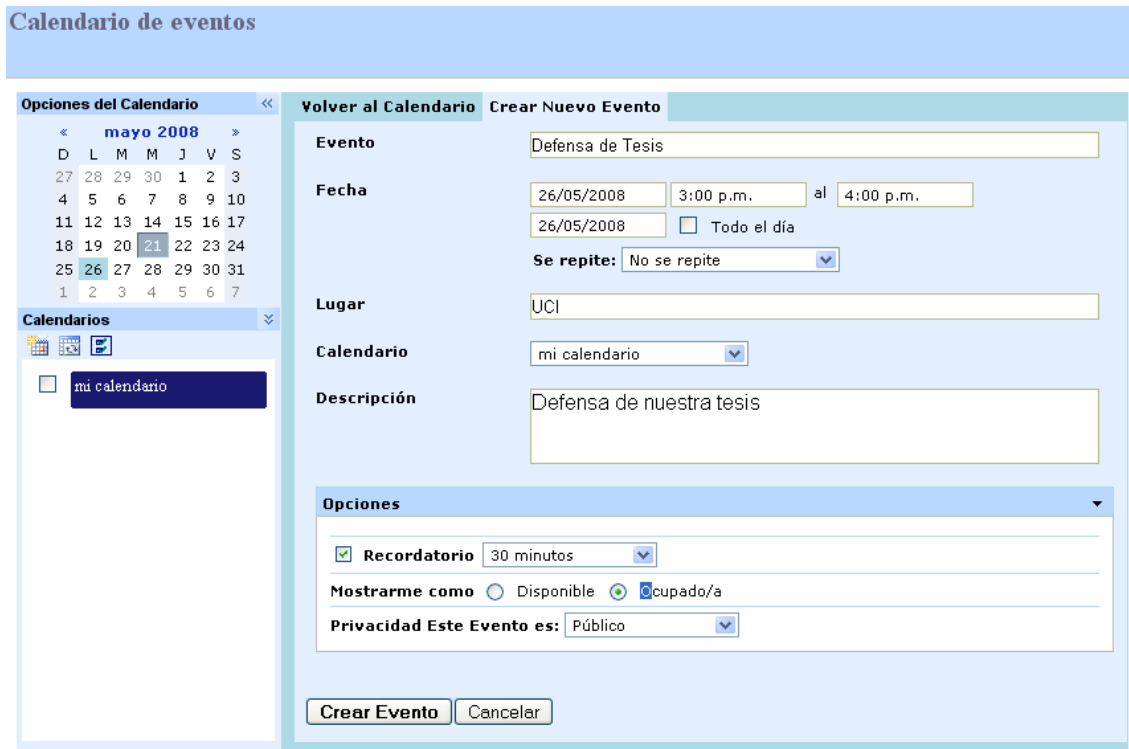 Calendario de eventos
Opciones del Calendario «
« mayo 2008 »
D L M M J V S
27 28 29 30 1 2 3
4 5 6 7 8 9 10
11 12 13 14 15 16 17
18 19 20 21 22 23 24
25 26 27 28 29 30 31
1 2 3 4 5 6 7
Calendarios
mi calendario
Volver al Calendario Crear Nuevo Evento
Evento Defensa de Tesis
Fecha 26/05/2008 3:00 p.m. al 4:00 p.m.
26/05/2008 Todo el día
Se repite: No se repite
Lugar UCI
Calendario mi calendario
Descripción Defensa de nuestra tesis
Opciones
Recordatorio 30 minutos
Mostrarme como Disponible Ocupado/a
Privacidad Este Evento es: Público
Crear Evento Cancelar